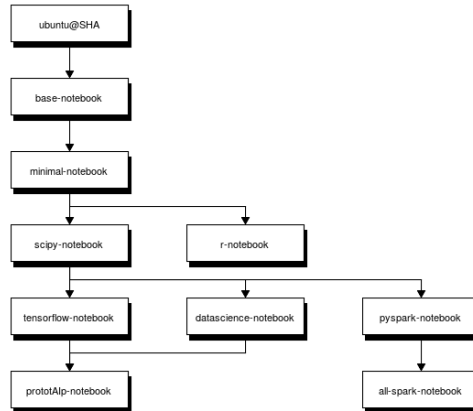 ubuntu@SHA
base-notebook
minimal-notebook
scipy-notebook
r-notebook
tensorflow-notebook
datascience-notebook
pyspark-notebook
prototAIp-notebook
all-spark-notebook